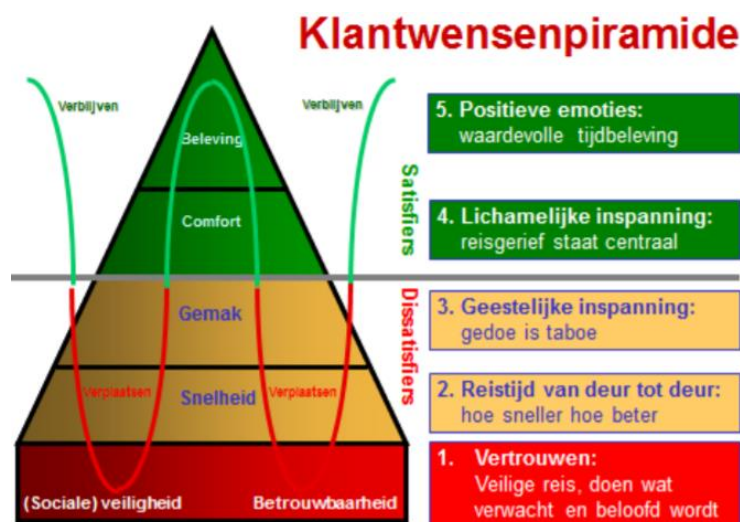 Klantwensenpiramide
Verblijven
Verblijven
Beleving
Comfort
Gemak
Verplaatsen
Snelheid
Verplaatsen
(Sociale) veiligheid
Betrouwbaarheid
Satisfiers
Dissatisfiers
5. Positieve emoties:
waardevolle tijdbeleving
4. Lichamelijke inspanning:
reisgerief staat centraal
3. Geestelijke inspanning:
gedoe is taboe
2. Reistijd van deur tot deur:
hoe sneller hoe beter
1. Vertrouwen:
Veilige reis, doen wat
verwacht en beloofd wordt